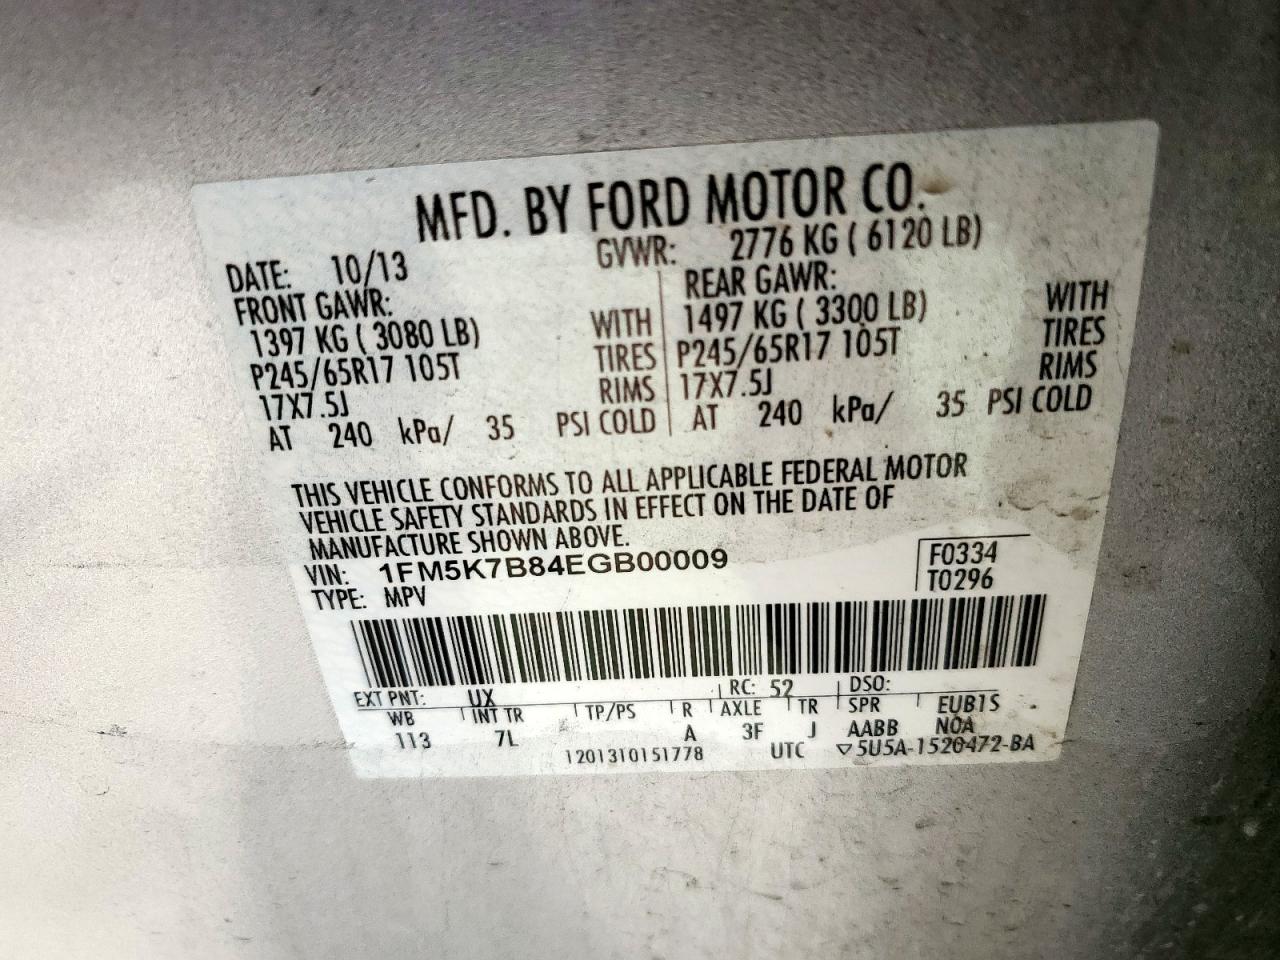 MFD. BY FORD MOTOR CO.
DATE: 10/13 GVWR: 2776 KG ( 6120 LB)
FRONT GAWR: REAR GAWR:
1397 KG ( 3080 LB) WITH 1497 KG ( 3300 LB) WITH
P245/65R17 105T TIRES P245/65R17 105T TIRES
17X7.5J RIMS 17X7.5J RIMS
AT 240 kPa/ 35 PSI COLD AT 240 kPa/ 35 PSI COLD
THIS VEHICLE CONFORMS TO ALL APPLICABLE FEDERAL MOTOR
VEHICLE SAFETY STANDARDS IN EFFECT ON THE DATE OF
MANUFACTURE SHOWN ABOVE.
VIN: 1FM5K7B84EGB00009 F0334
TYPE: MPV T0296
EXT PNT: UX RC: 52 DSO:
WB INT TR TP/PS R AXLE TR SPR EUB1S
113 7L A 3F J AABB NOA
1201310151778 UTC ▽5U5A-1520472-BA